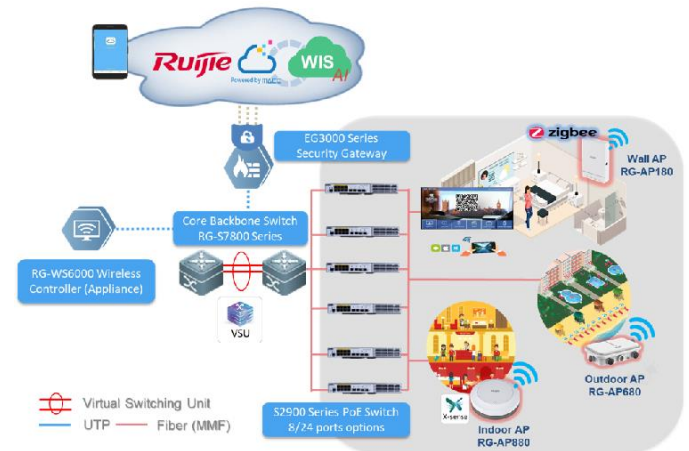 Ruijie
Powered by
WIS
AI
EG3000 Series
Security Gateway
zigbee
Wall AP
RG-AP180
Core Backbone Switch
RG-S7800 Series
RG-WS6000 Wireless
Controller (Appliance)
VSU
Outdoor AP
RG-AP680
Virtual Switching Unit
UTP
Fiber (MMF)
S2900 Series PoE Switch
8/24 ports options
X-sense
Indoor AP
RG-AP880